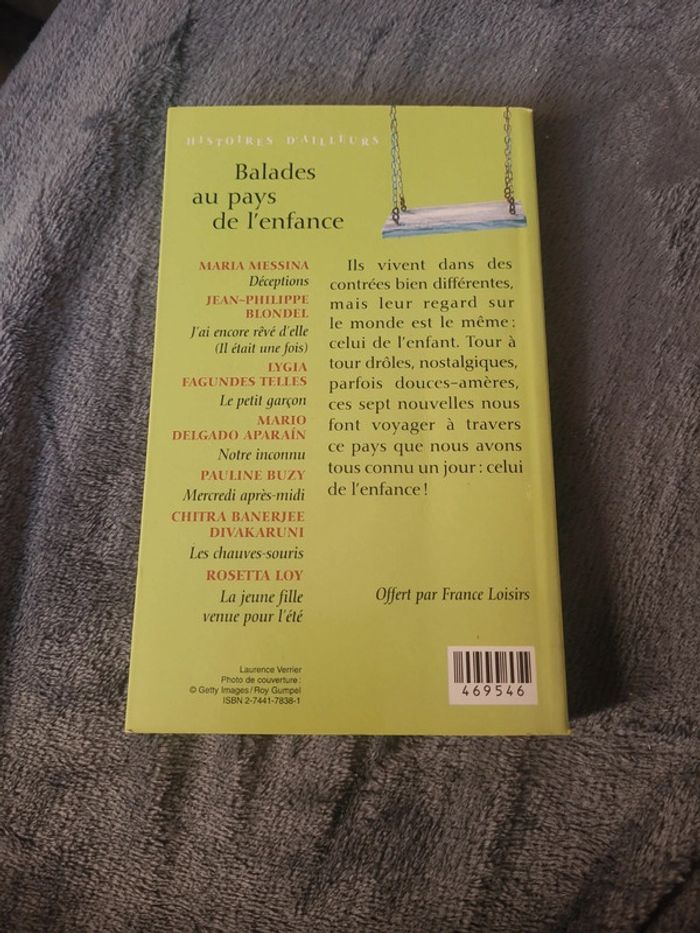 HISTOIRES D'AILLEURS
Balades
au pays
de l'enfance
MARIA MESSINA
Déceptions
JEAN-PHILIPPE
BLONDEL
J'ai encore rêvé d'elle
(Il était une fois)
LYGIA
FAGUNDES TELLES
Le petit garçon
MARIO
DELGADO APARAÍN
Notre inconnu
PAULINE BUZY
Mercredi après-midi
CHITRA BANERJEE
DIVAKARUNI
Les chauves-souris
ROSETTA LOY
La jeune fille
venue pour l'été
Ils vivent dans des
contrées bien différentes,
mais leur regard sur
le monde est le même :
celui de l'enfant. Tour à
tour drôles, nostalgiques,
parfois douces-amères,
ces sept nouvelles nous
font voyager à travers
ce pays que nous avons
tous connu un jour : celui
de l'enfance !
Offert par France Loisirs
Laurence Verrier
Photo de couverture :
© Getty Images / Roy Gumpel
ISBN 2-7441-7838-1
469546